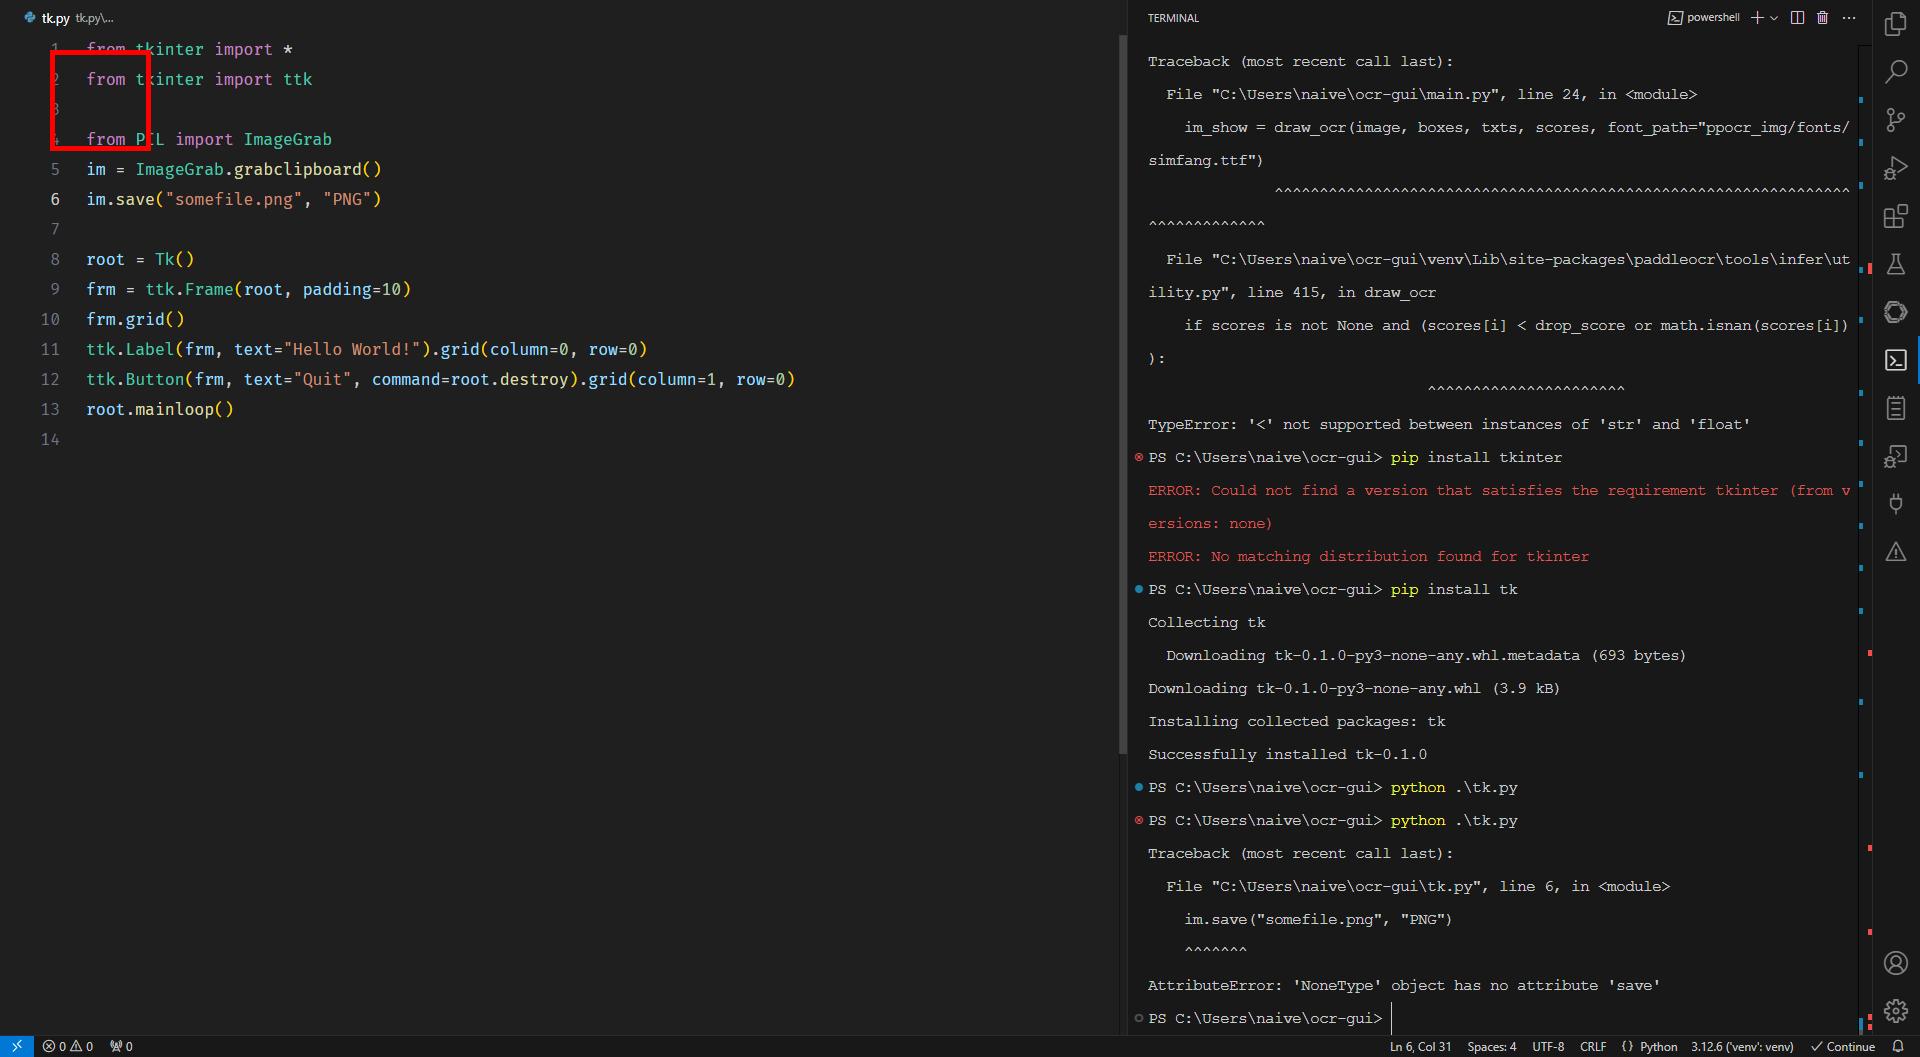 tk.py tk.py\...
1 from tkinter import *
2 from tkinter import ttk
3
4 from PIL import ImageGrab
5 im = ImageGrab.grabclipboard()
6 im.save("somefile.png", "PNG")
7
8 root = Tk()
9 frm = ttk.Frame(root, padding=10)
10 frm.grid()
11 ttk.Label(frm, text="Hello World!").grid(column=0, row=0)
12 ttk.Button(frm, text="Quit", command=root.destroy).grid(column=1, row=0)
13 root.mainloop()
14
TERMINAL
powershell
Traceback (most recent call last):
File "C:\Users\naive\ocr-gui\main.py", line 24, in <module>
im_show = draw_ocr(image, boxes, txts, scores, font_path="ppocr_img/fonts/
simfang.ttf")
^^^^^^^^^^^^^^^^^^^^^^^^^^^^^^^^^^^^^^^^^^^^^^^^^^^^^^^^^^^^^^^^
^^^^^^^^^^^^^
File "C:\Users\naive\ocr-gui\venv\Lib\site-packages\paddleocr\tools\infer\ut
ility.py", line 415, in draw_ocr
if scores is not None and (scores[i] < drop_score or math.isnan(scores[i])
):
^^^^^^^^^^^^^^^^^^^^^^
TypeError: '<' not supported between instances of 'str' and 'float'
PS C:\Users\naive\ocr-gui> pip install tkinter
ERROR: Could not find a version that satisfies the requirement tkinter (from v
ersions: none)
ERROR: No matching distribution found for tkinter
PS C:\Users\naive\ocr-gui> pip install tk
Collecting tk
Downloading tk-0.1.0-py3-none-any.whl.metadata (693 bytes)
Downloading tk-0.1.0-py3-none-any.whl (3.9 kB)
Installing collected packages: tk
Successfully installed tk-0.1.0
PS C:\Users\naive\ocr-gui> python .\tk.py
PS C:\Users\naive\ocr-gui> python .\tk.py
Traceback (most recent call last):
File "C:\Users\naive\ocr-gui\tk.py", line 6, in <module>
im.save("somefile.png", "PNG")
^^^^^^^
AttributeError: 'NoneType' object has no attribute 'save'
PS C:\Users\naive\ocr-gui>
0 0 0 Ln 6, Col 31 Spaces: 4 UTF-8 CRLF {} Python 3.12.6 ('venv': venv) Continue